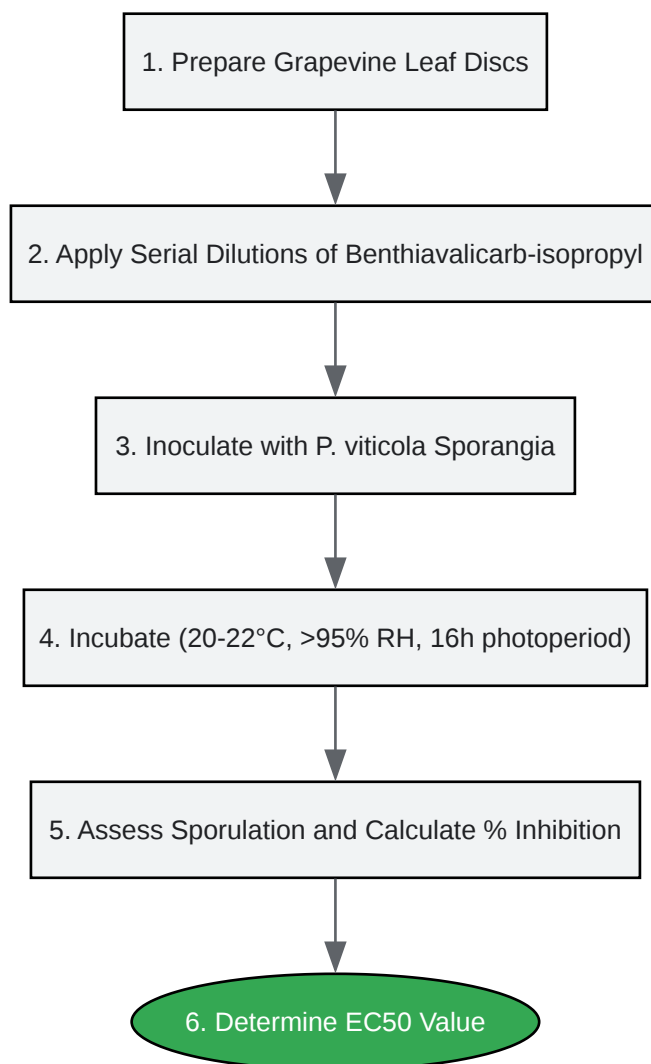 1. Prepare Grapevine Leaf Discs
2. Apply Serial Dilutions of Benthiavalicarb-isopropyl
3. Inoculate with P. viticola Sporangia
4. Incubate (20-22°C, >95% RH, 16h photoperiod)
5. Assess Sporulation and Calculate % Inhibition
6. Determine EC50 Value